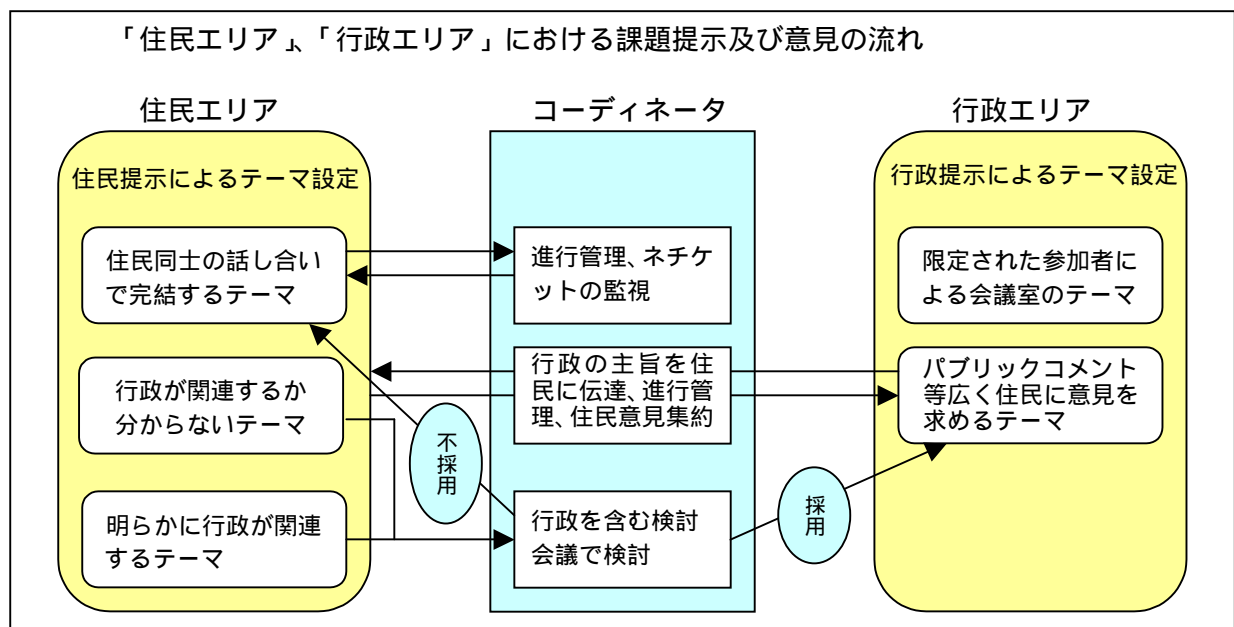 「住民エリア」、「行政エリア」における課題提示及び意見の流れ
住民エリア
コーディネータ
行政エリア
住民提示によるテーマ設定
行政提示によるテーマ設定
住民同士の話し合い
で完結するテーマ
進行管理、ネチケ
ットの監視
限定された参加者に
よる会議室のテーマ
行政が関連するか
分からないテーマ
行政の主旨を住
民に伝達、進行管
理、住民意見集約
パブリックコメント
等広く住民に意見を
求めるテーマ
不採用
採用
明らかに行政が関連
するテーマ
行政を含む検討
会議で検討